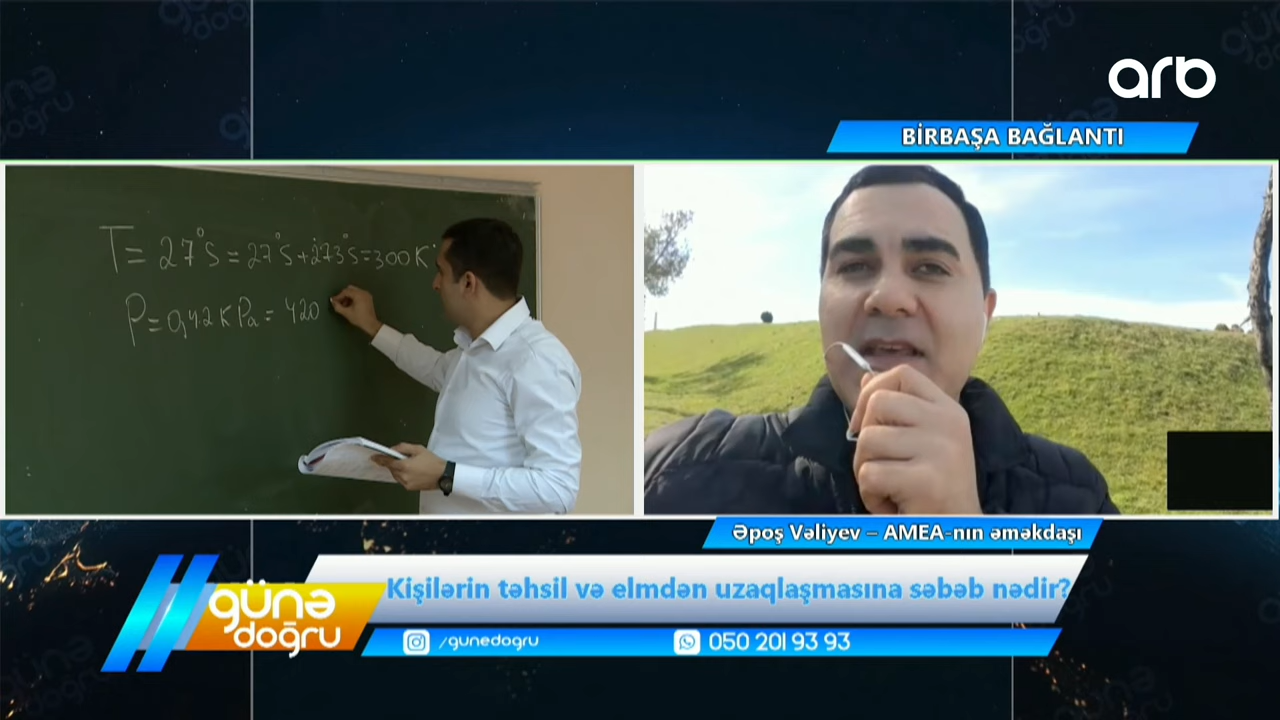 arb
BİRBAŞA BAĞLANTI
T = 27°S = 27°S + 273°S = 300 K
P = 0,42 KPa = 420
Əpoş Vəliyev – AMEA-nın əməkdaşı
Kişilərin təhsil və elmdən uzaqlaşmasına səbəb nədir?
günə
doğru
/gunedogru
050 201 93 93